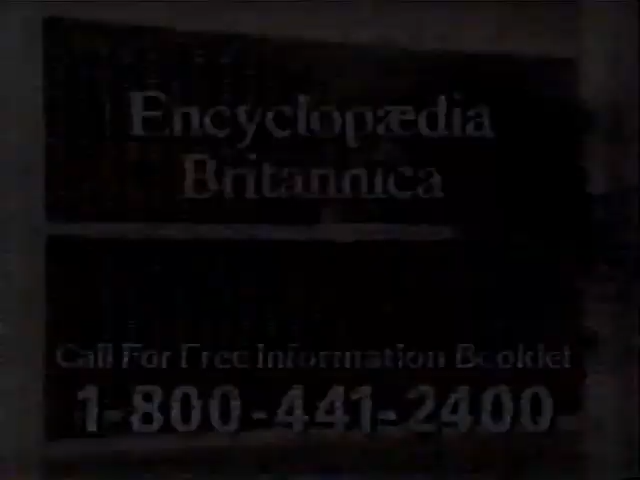 Encyclopædia
Britannica
Call For Free Information Booklet
1-800-441-2400